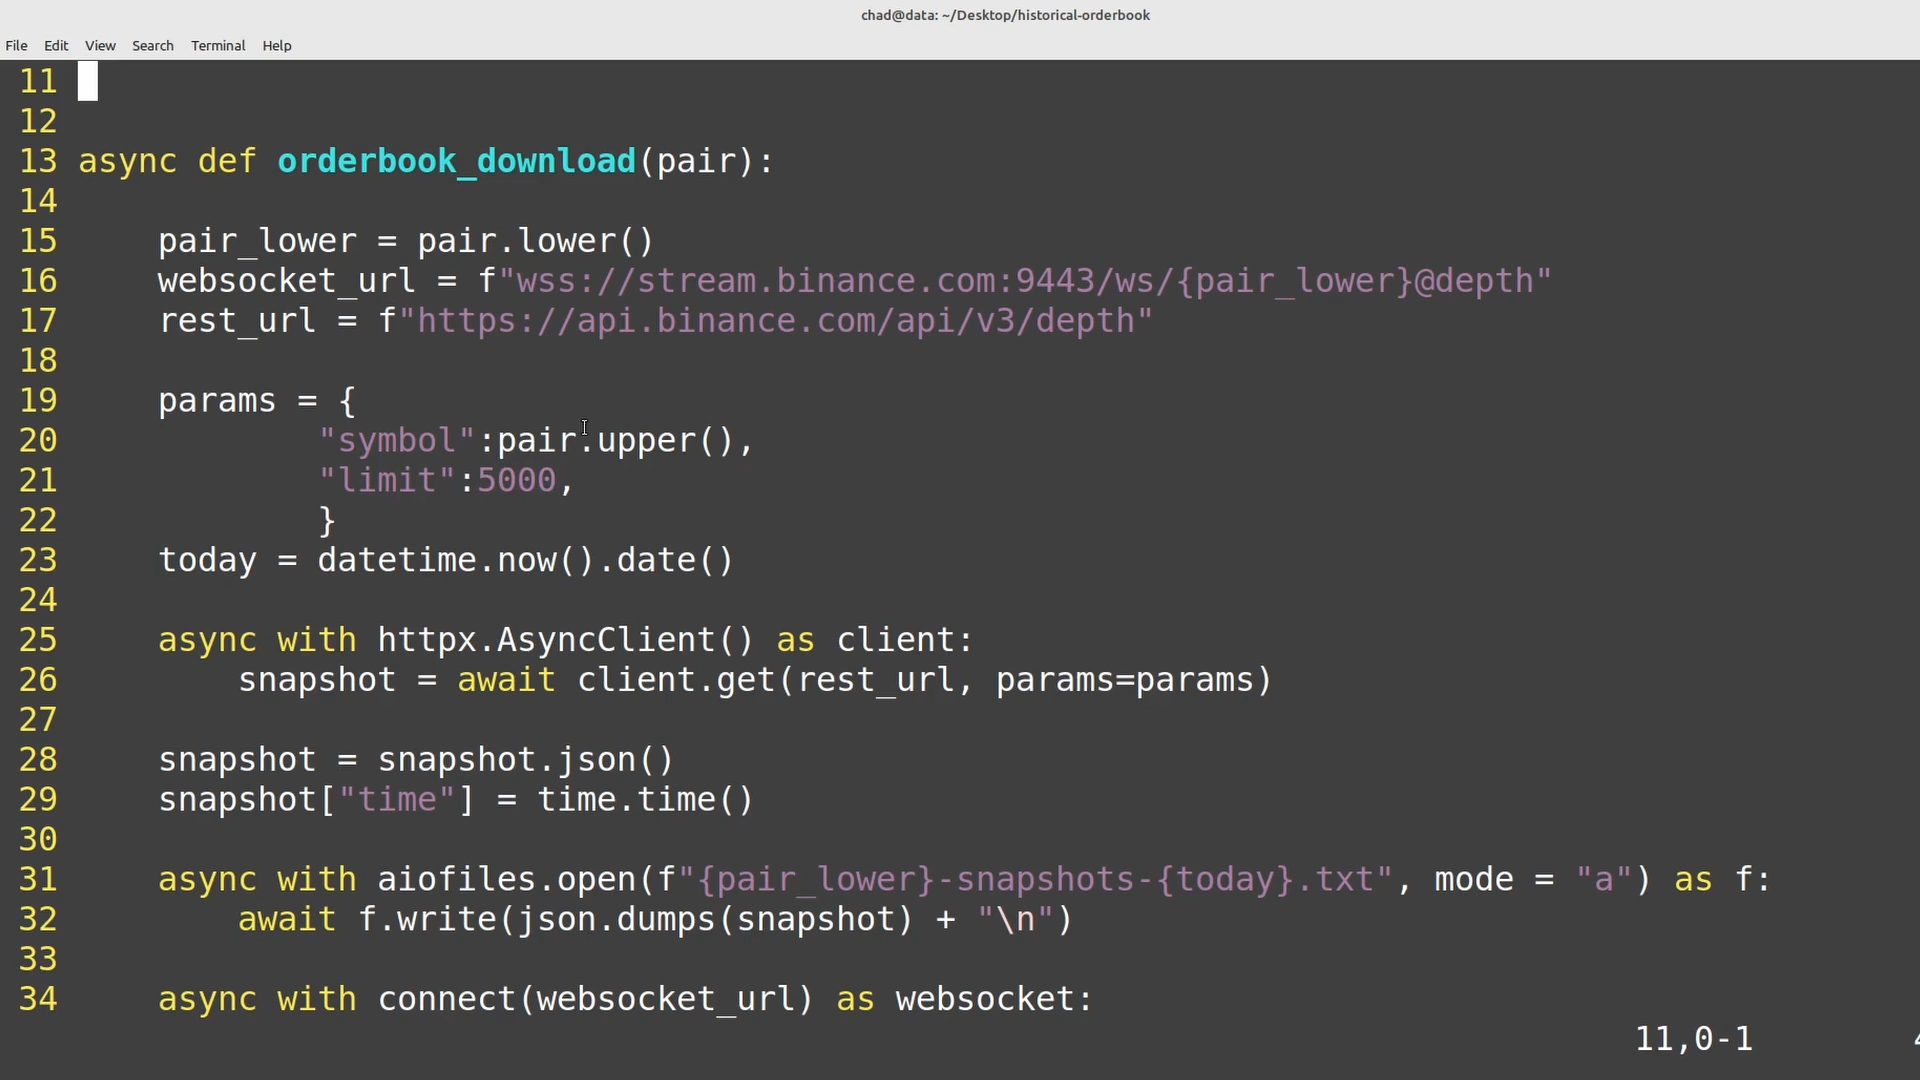 chad@data: ~/Desktop/historical-orderbook
File Edit View Search Terminal Help
11
12
13 async def orderbook_download(pair):
14
15     pair_lower = pair.lower()
16     websocket_url = f"wss://stream.binance.com:9443/ws/{pair_lower}@depth"
17     rest_url = f"https://api.binance.com/api/v3/depth"
18
19     params = {
20             "symbol":pair.upper(),
21             "limit":5000,
22             }
23     today = datetime.now().date()
24
25     async with httpx.AsyncClient() as client:
26         snapshot = await client.get(rest_url, params=params)
27
28     snapshot = snapshot.json()
29     snapshot["time"] = time.time()
30
31     async with aiofiles.open(f"{pair_lower}-snapshots-{today}.txt", mode = "a") as f:
32         await f.write(json.dumps(snapshot) + "\n")
33
34     async with connect(websocket_url) as websocket:
11,0-1